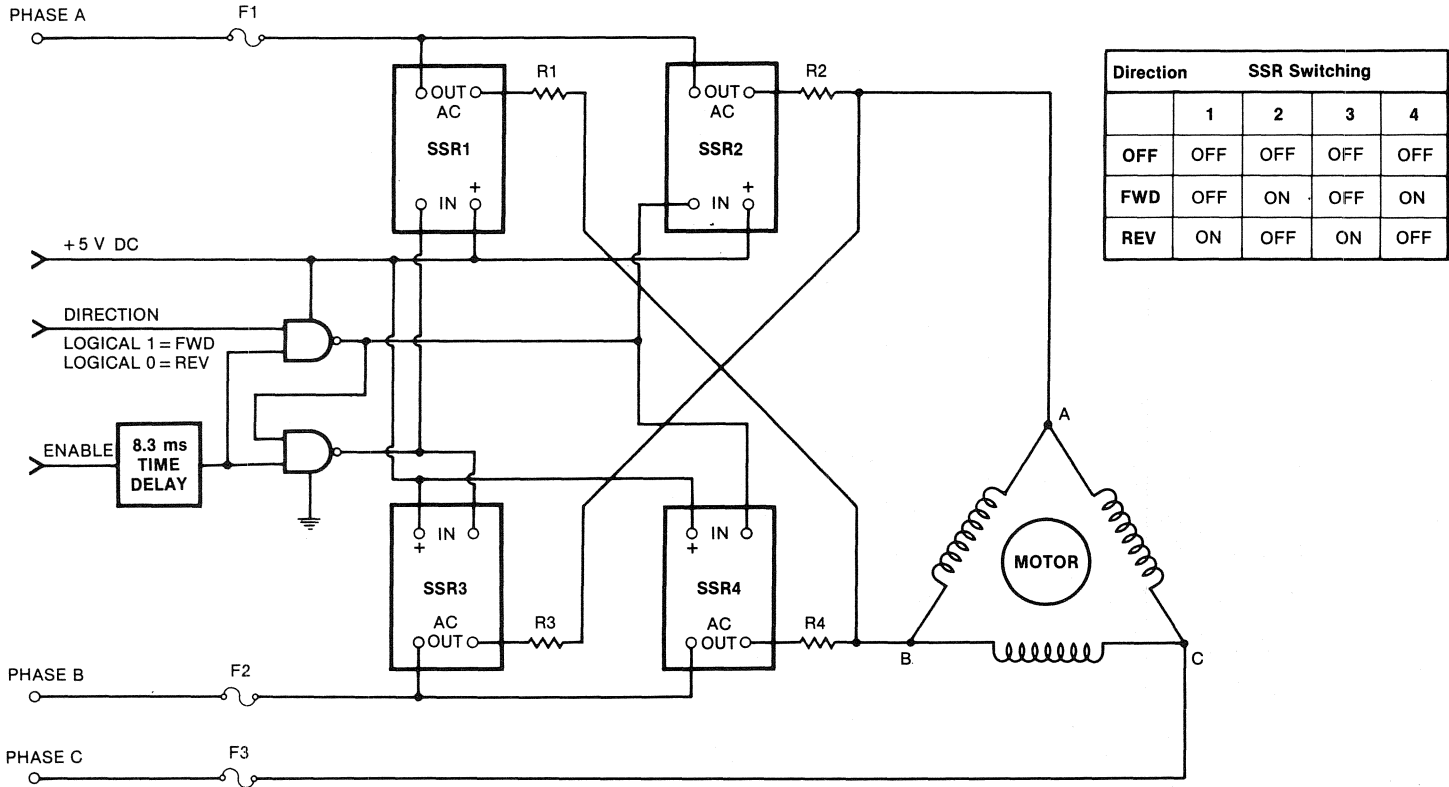 PHASE A
F1
R1
R2
OUT
AC
SSR1
+
IN
OUT
AC
SSR2
+
IN
Direction SSR Switching
1 2 3 4
OFF OFF OFF OFF OFF
FWD OFF ON OFF ON
REV ON OFF ON OFF
+5 V DC
DIRECTION
LOGICAL 1 = FWD
LOGICAL 0 = REV
ENABLE
8.3 ms
TIME
DELAY
IN
+
SSR3
AC
OUT
R3
IN
+
SSR4
AC
OUT
R4
A
MOTOR
B
C
PHASE B
F2
PHASE C
F3